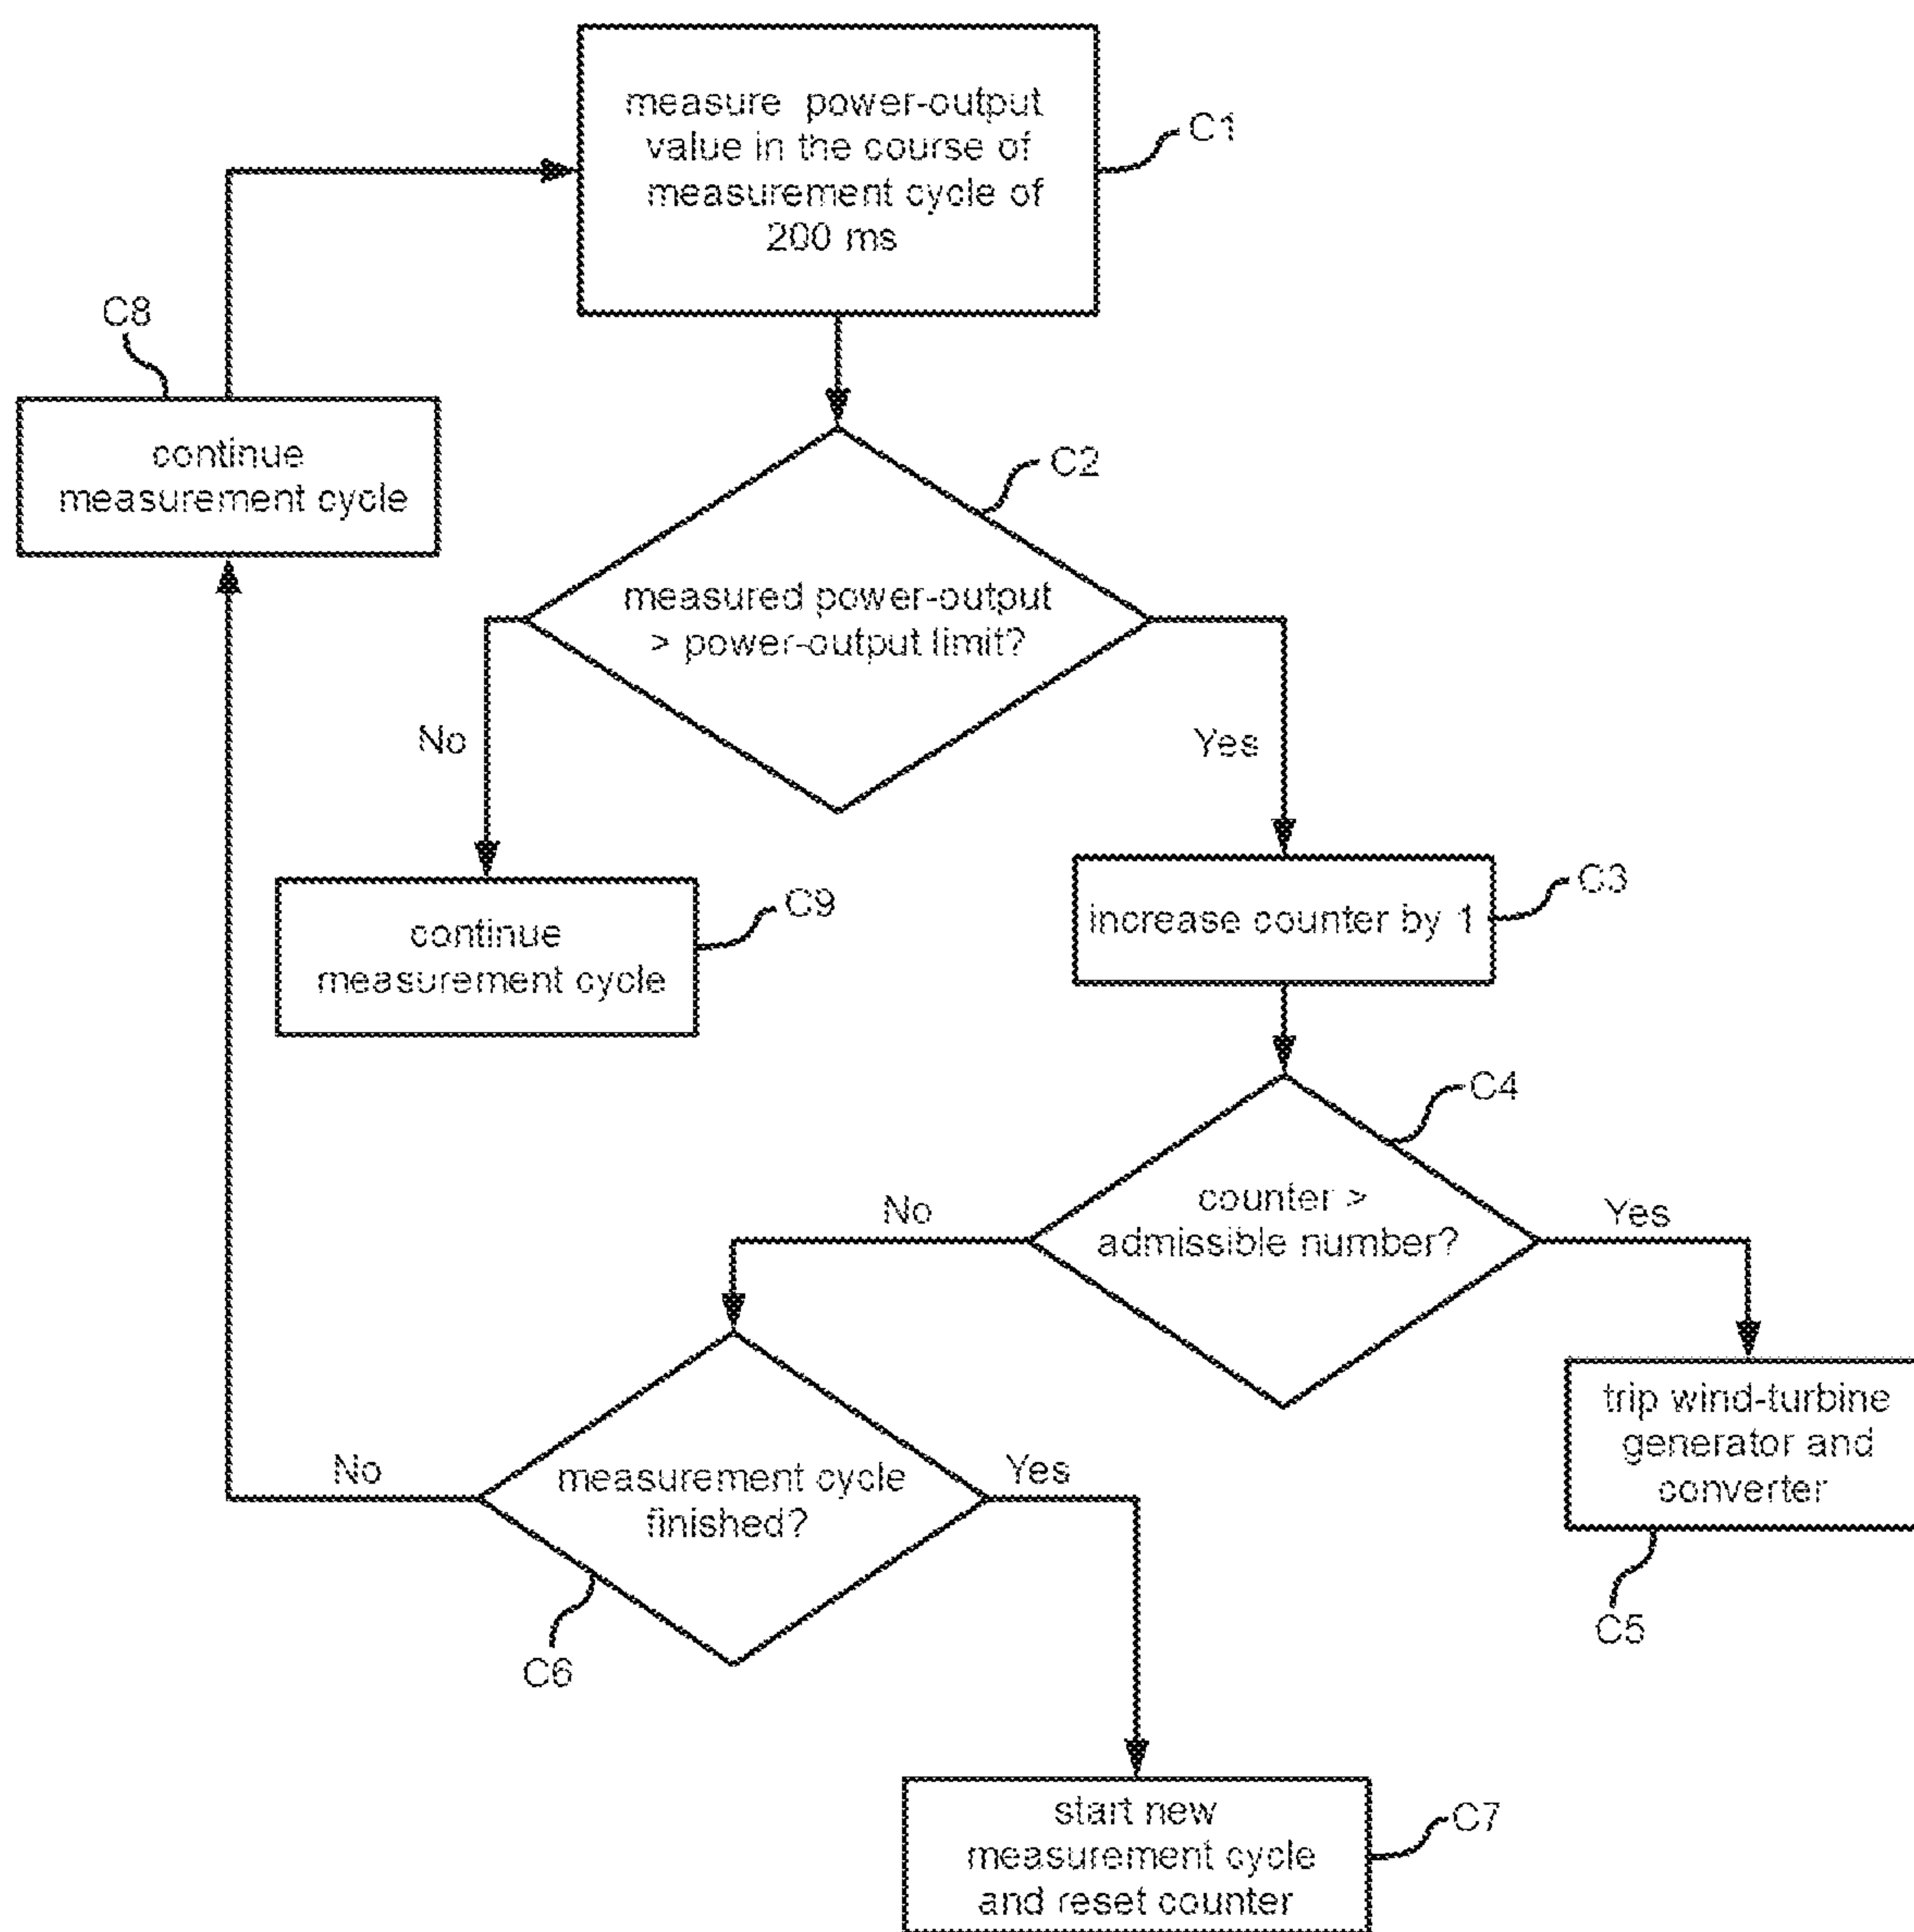 measure power-output
value in the course of
measurement cycle of
200 ms
C1
C8
continue
measurement cycle
C2
measured power-output
> power-output limit?
No
Yes
C9
continue
measurement cycle
C3
increase counter by 1
C4
counter >
admissible number?
No
Yes
trip wind-turbine
generator and
converter
C5
measurement cycle
finished?
No
Yes
C6
start new
measurement cycle
and reset counter
C7